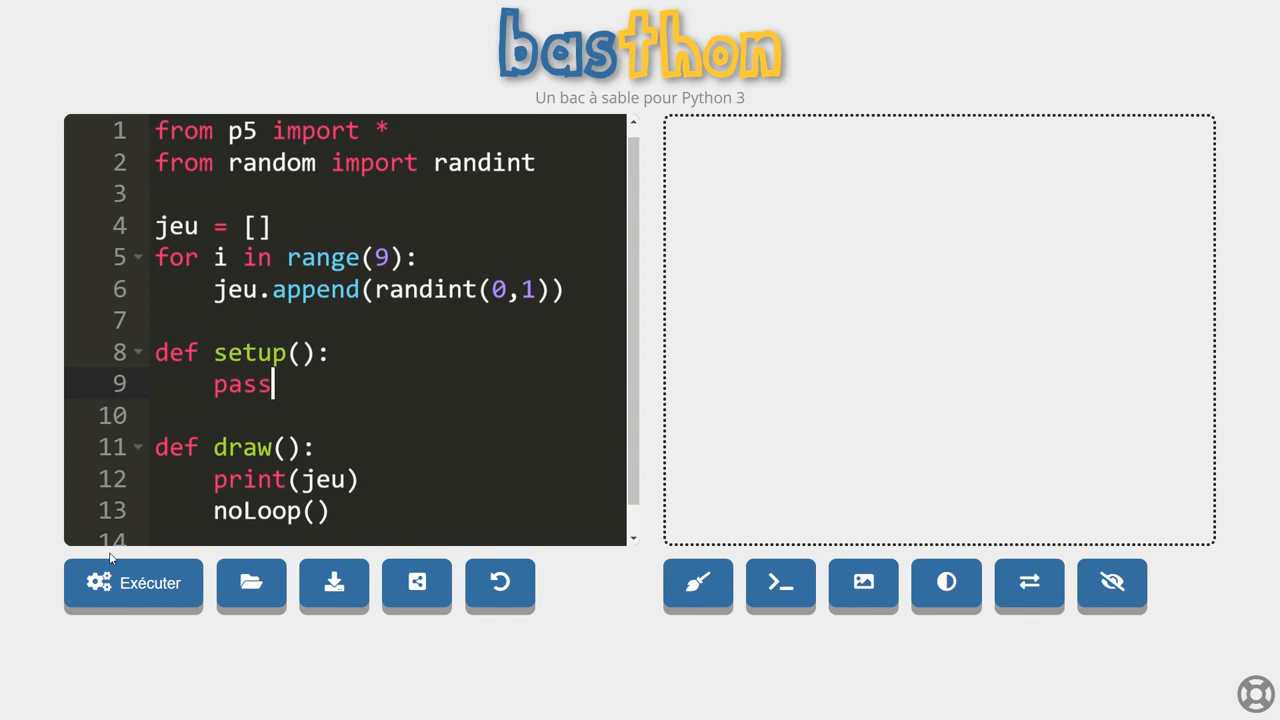 basthon
Un bac à sable pour Python 3
1 from p5 import *
2 from random import randint
3
4 jeu = []
5 for i in range(9):
6     jeu.append(randint(0,1))
7
8 def setup():
9     pass
10
11 def draw():
12     print(jeu)
13     noLoop()
14
Exécuter